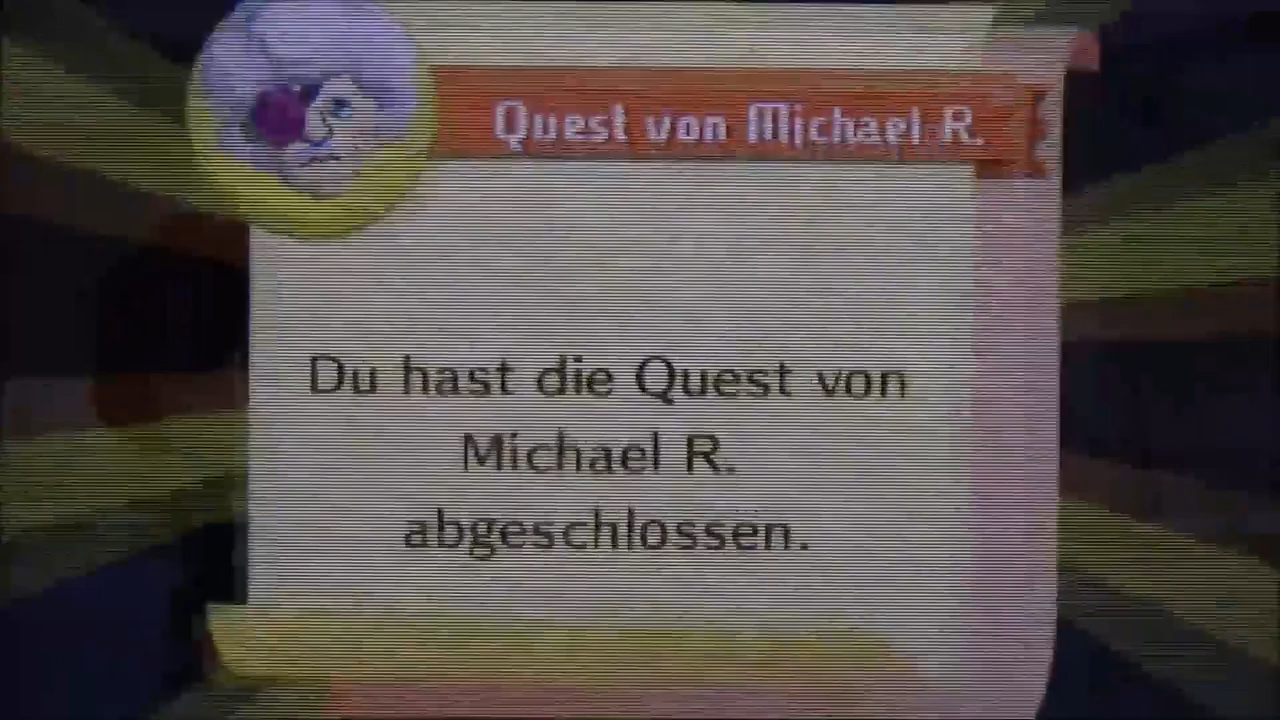 Quest von Michael R.
Du hast die Quest von
Michael R.
abgeschlossen.